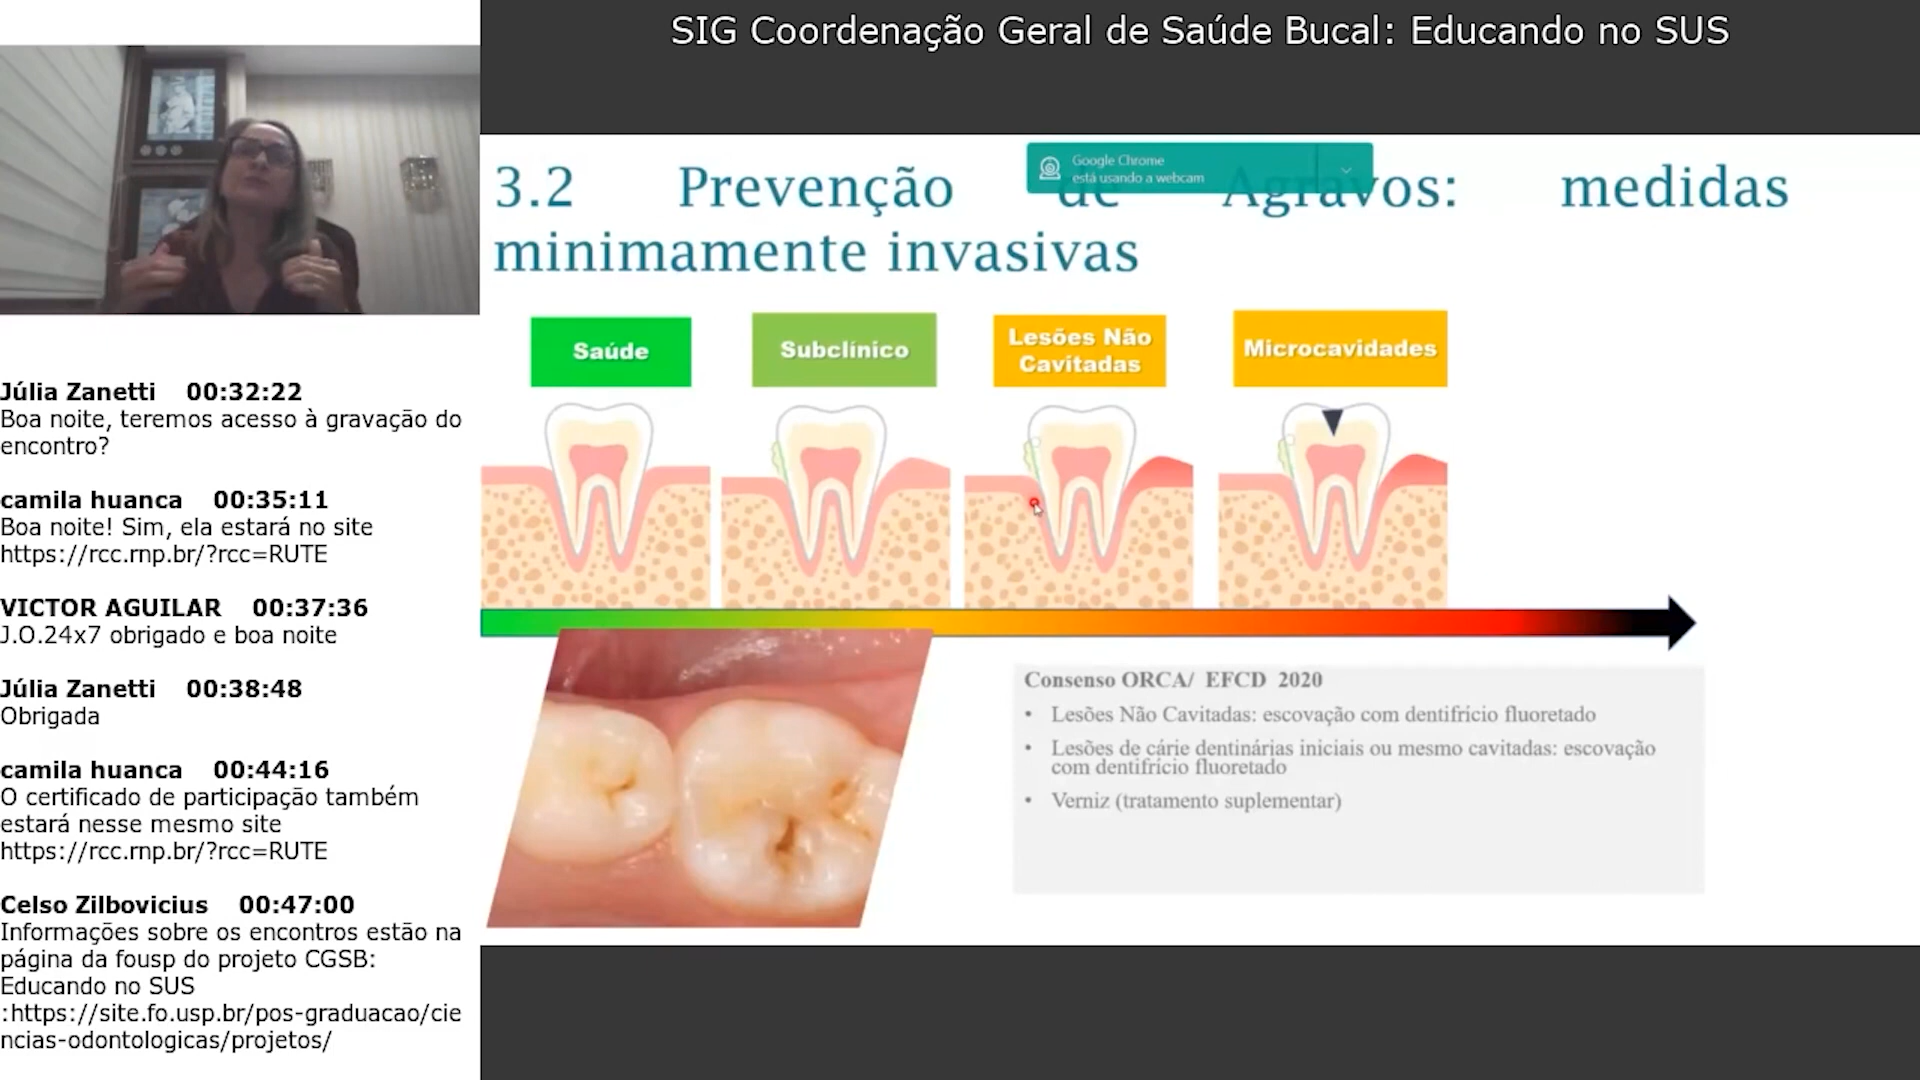 SIG Coordenação Geral de Saúde Bucal: Educando no SUS
Júlia Zanetti 00:32:22
Boa noite, teremos acesso à gravação do
encontro?
camila huanca 00:35:11
Boa noite! Sim, ela estará no site
https://rcc.rnp.br/?rcc=RUTE
VICTOR AGUILAR 00:37:36
J.O.24x7 obrigado e boa noite
Júlia Zanetti 00:38:48
Obrigada
camila huanca 00:44:16
O certificado de participação também
estará nesse mesmo site
https://rcc.rnp.br/?rcc=RUTE
Celso Zilbovicius 00:47:00
Informações sobre os encontros estão na
página da fousp do projeto CGSB:
Educando no SUS
:https://site.fo.usp.br/pos-graduacao/cie
ncias-odontologicas/projetos/
3.2 Prevenção de Agravos: medidas
minimamente invasivas
Google Chrome
está usando a webcam
Saúde
Subclínico
Lesões Não
Cavitadas
Microcavidades
Consenso ORCA/ EFCD 2020
• Lesões Não Cavitadas: escovação com dentifrício fluoretado
• Lesões de cárie dentinárias iniciais ou mesmo cavitadas: escovação
com dentifrício fluoretado
• Verniz (tratamento suplementar)